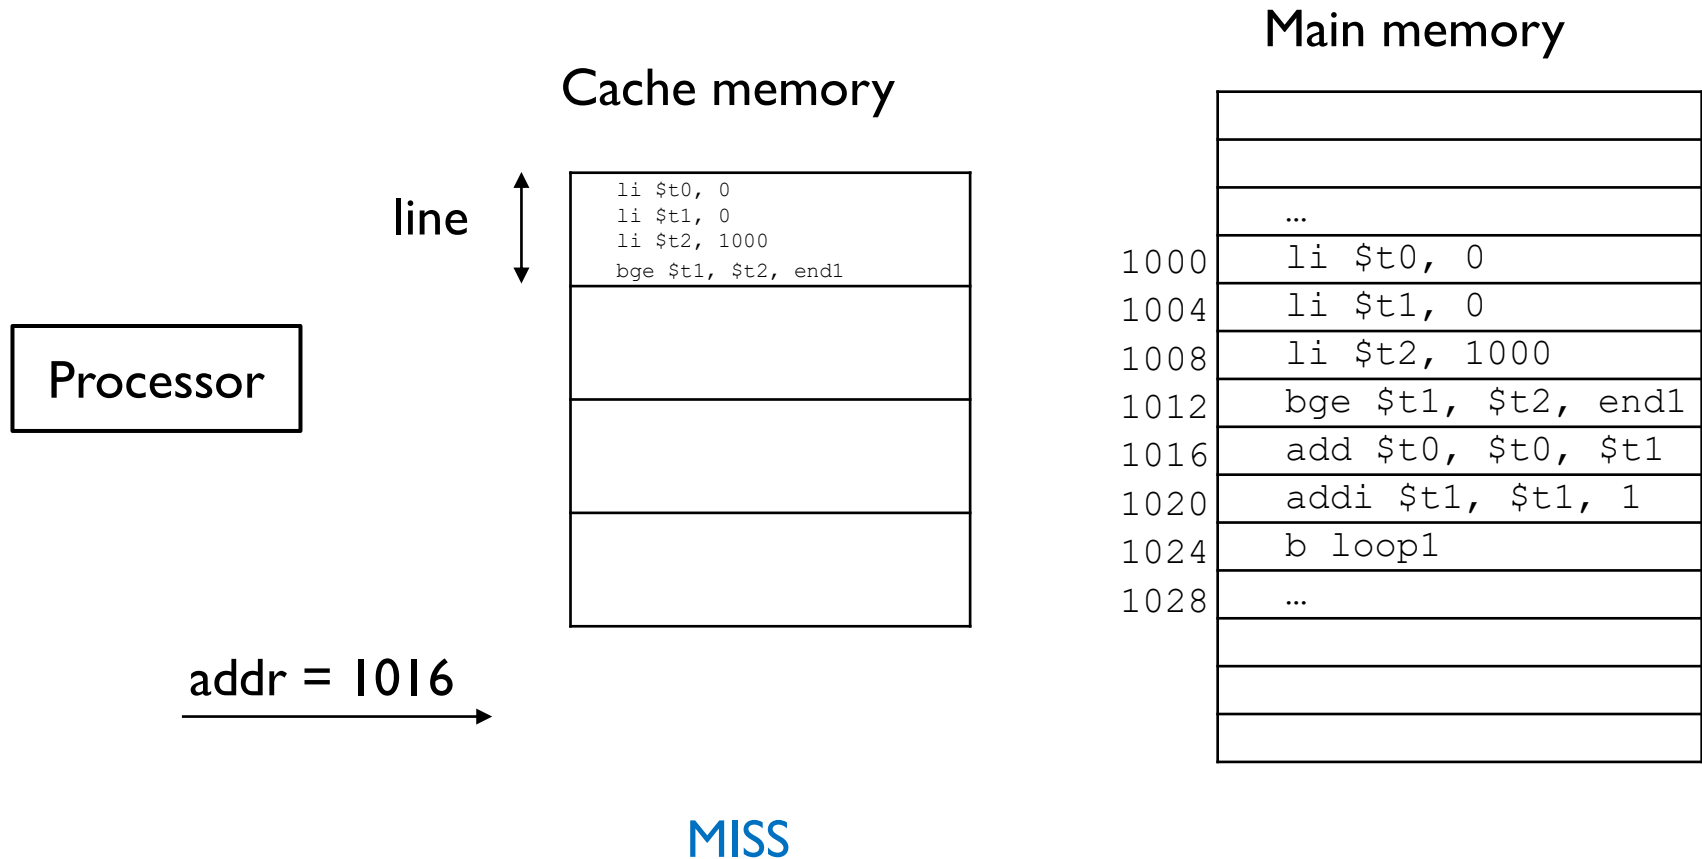 Main memory
Cache memory
line
li $t0, 0
li $t1, 0
li $t2, 1000
bge $t1, $t2, end1
Processor
addr = 1016
…
1000 li $t0, 0
1004 li $t1, 0
1008 li $t2, 1000
1012 bge $t1, $t2, end1
1016 add $t0, $t0, $t1
1020 addi $t1, $t1, 1
1024 b loop1
1028 …
MISS